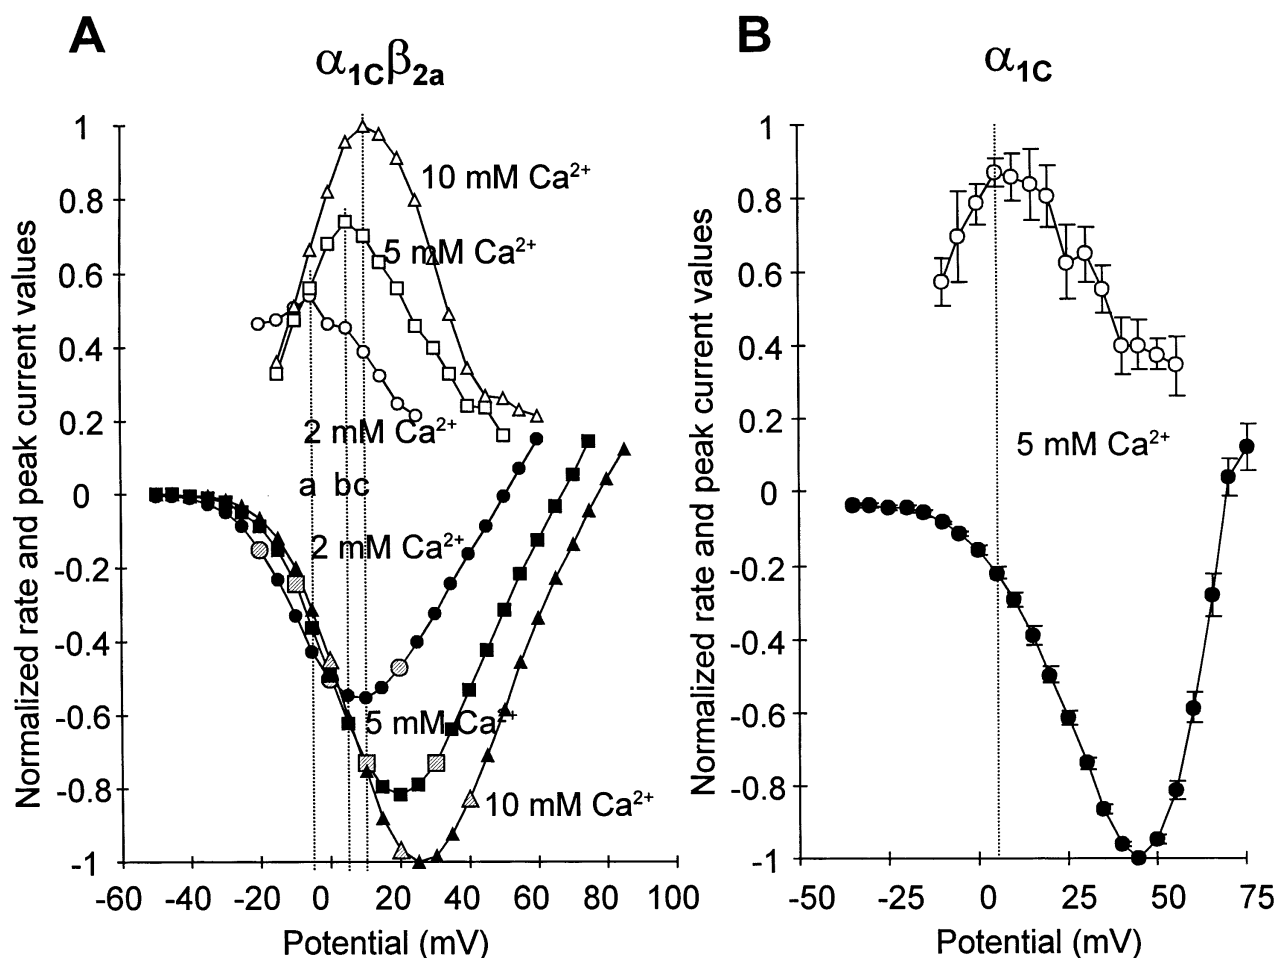 A
α1Cβ2a
Normalized rate and peak current values
1
0.8
0.6
0.4
0.2
0
-0.2
-0.4
-0.6
-0.8
-1
10 mM Ca2+
5 mM Ca2+
2 mM Ca2+
a bc
2 mM Ca2+
5 mM Ca2+
10 mM Ca2+
-60 -40 -20 0 20 40 60 80 100
Potential (mV)
B
α1C
Normalized rate and peak current values
1
0.8
0.6
0.4
0.2
0
-0.2
-0.4
-0.6
-0.8
-1
5 mM Ca2+
-50 -25 0 25 50 75
Potential (mV)